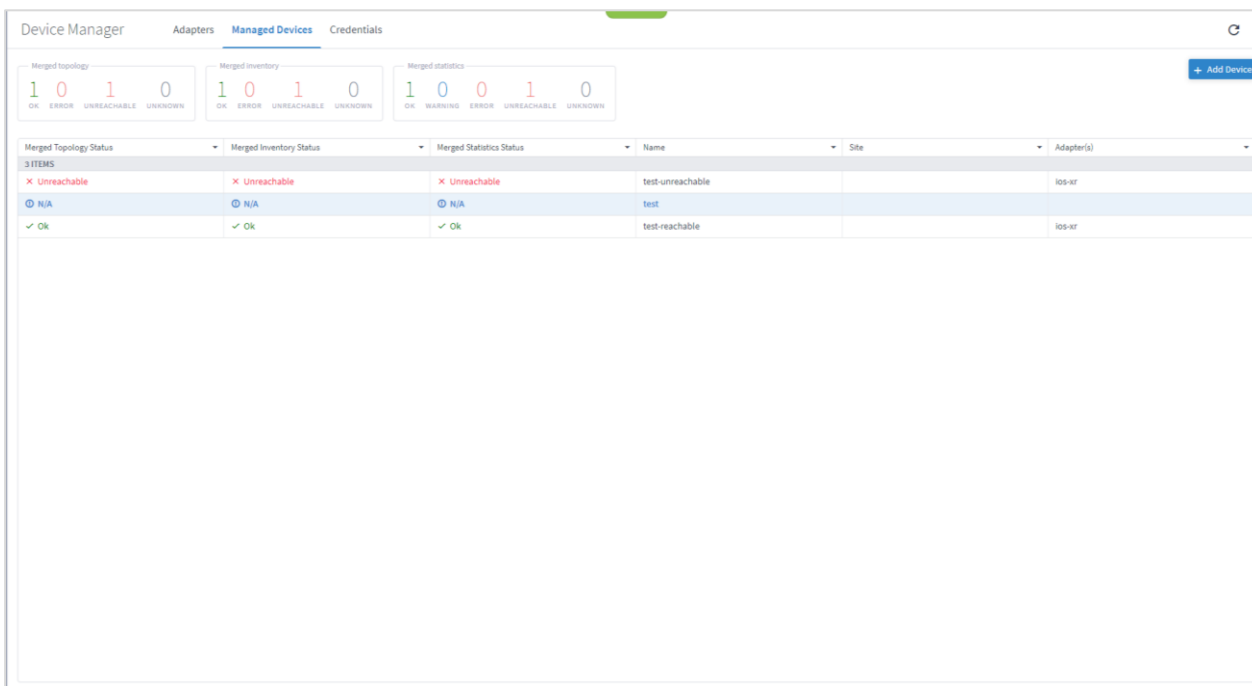 Device Manager Adapters Managed Devices Credentials
Merged topology Merged inventory Merged statistics
1 0 1 0 1 0 1 0 1 0 0 1 0
OK ERROR UNREACHABLE UNKNOWN OK ERROR UNREACHABLE UNKNOWN OK WARNING ERROR UNREACHABLE UNKNOWN
+ Add Device
Merged Topology Status Merged Inventory Status Merged Statistics Status Name Site Adapter(s)
3 ITEMS
Unreachable Unreachable Unreachable test-unreachable ios-xr
N/A N/A N/A test
Ok Ok Ok test-reachable ios-xr